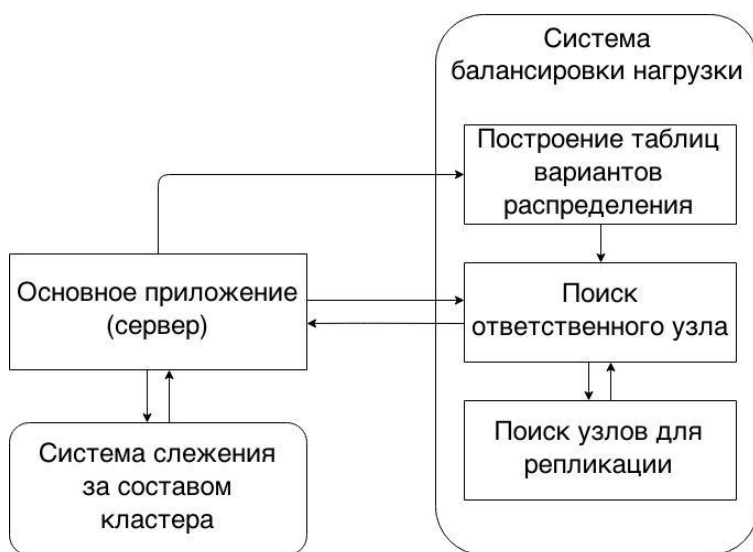 Система
балансировки нагрузки
Построение таблиц
вариантов
распределения
Основное приложение
(сервер)
Поиск
ответственного узла
Система слежения
за составом
кластера
Поиск узлов для
репликации